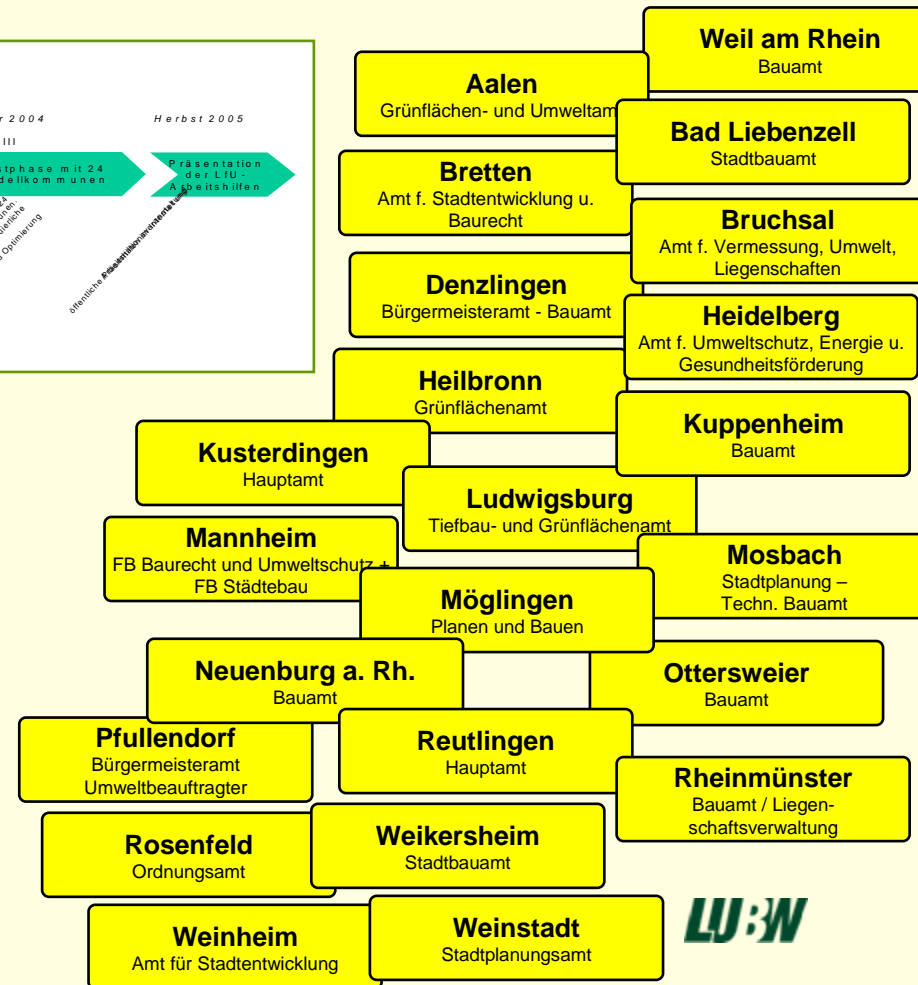 2004
Herbst 2005
III
mit 24
Präsentation
der LfU -
Arbeitshilfen
Optimierung
öffentliche
Weil am Rhein
Bauamt
Aalen
Grünflächen- und Umweltam
Bad Liebenzell
Stadtbauamt
Bretten
Amt f. Stadtentwicklung u.
Baurecht
Bruchsal
Amt f. Vermessung, Umwelt,
Liegenschaften
Denzlingen
Bürgermeisteramt - Bauamt
Heidelberg
Amt f. Umweltschutz, Energie u.
Gesundheitsförderung
Heilbronn
Grünflächenamt
Kuppenheim
Bauamt
Kusterdingen
Hauptamt
Ludwigsburg
Tiefbau- und Grünflächenamt
Mannheim
FB Baurecht und Umweltschutz +
FB Städtebau
Mosbach
Stadtplanung –
Techn. Bauamt
Möglingen
Planen und Bauen
Neuenburg a. Rh.
Bauamt
Ottersweier
Bauamt
Pfullendorf
Bürgermeisteramt
Umweltbeauftragter
Reutlingen
Hauptamt
Rheinmünster
Bauamt / Liegen-
schaftsverwaltung
Rosenfeld
Ordnungsamt
Weikersheim
Stadtbauamt
Weinheim
Amt für Stadtentwicklung
Weinstadt
Stadtplanungsamt
LUBW